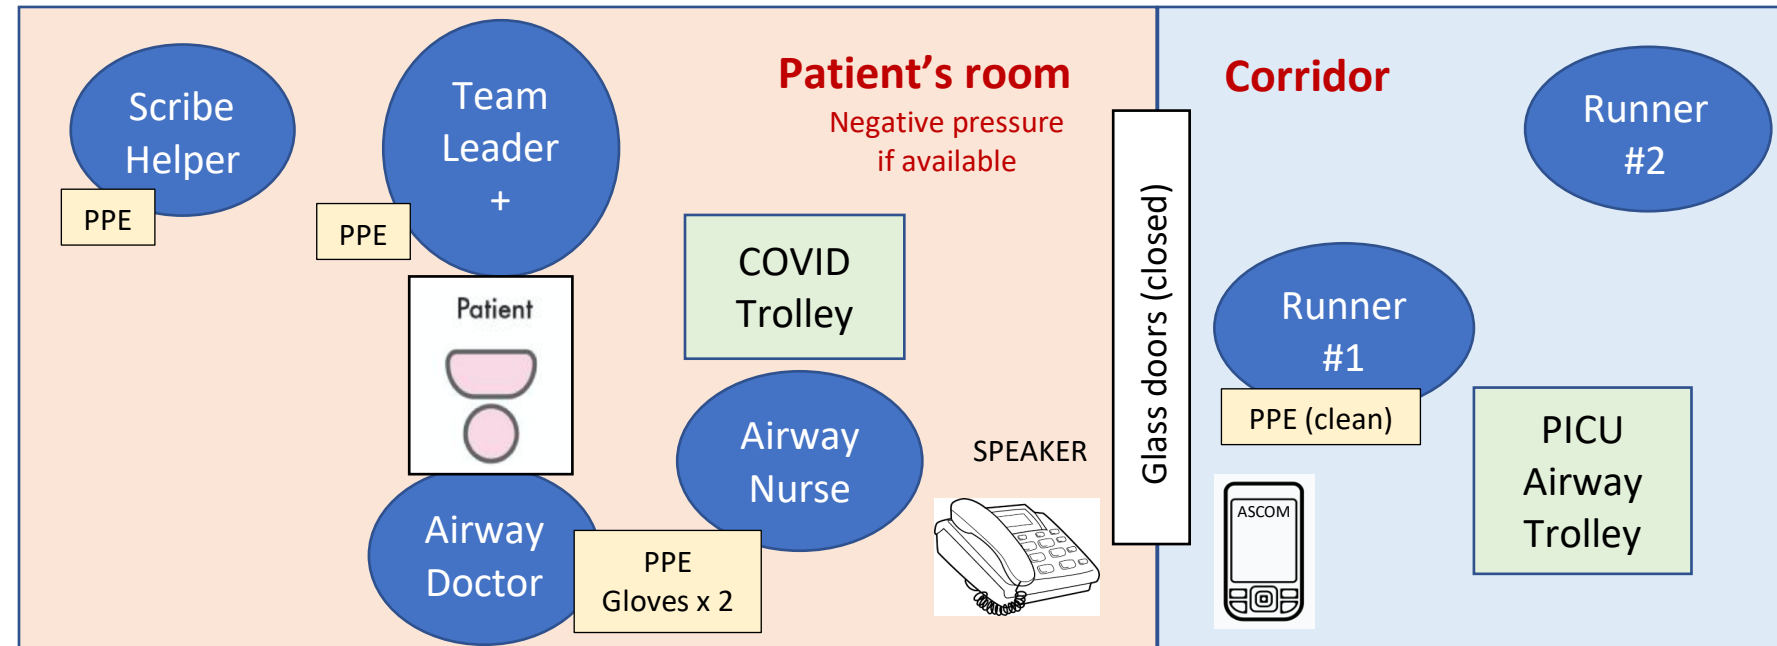 Scribe
Helper
PPE
Team
Leader
+
PPE
Patient's room
Negative pressure
if available
COVID
Trolley
Patient
Airway
Nurse
Airway
Doctor
PPE
Gloves x 2
SPEAKER
Glass doors (closed)
Corridor
Runner
#2
Runner
#1
PPE (clean)
ASCOM
PICU
Airway
Trolley